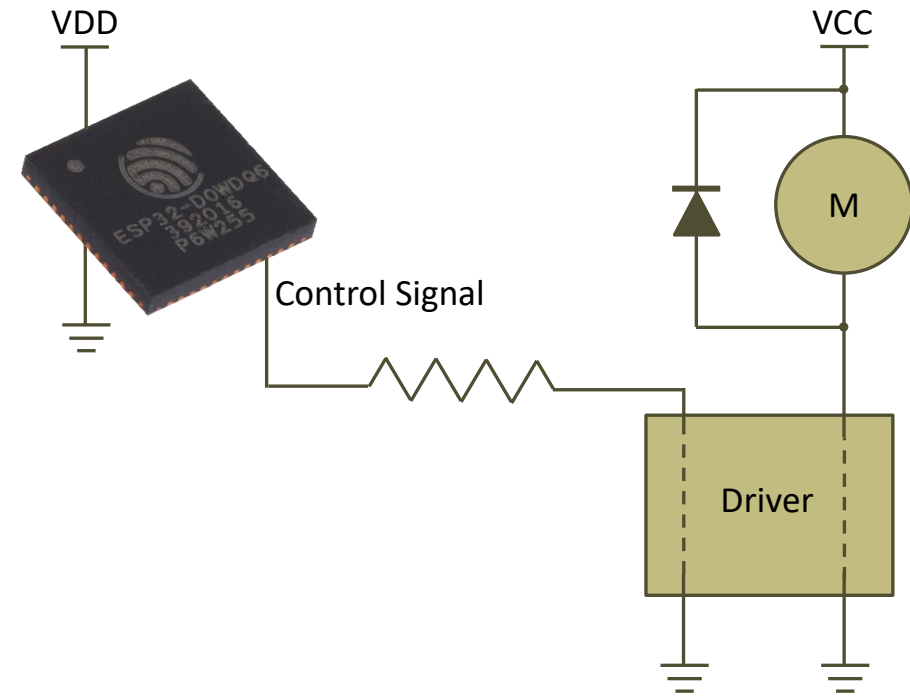 VDD
VCC
ESP32-D0WDQ6
392016
P6W255
M
Control Signal
Driver